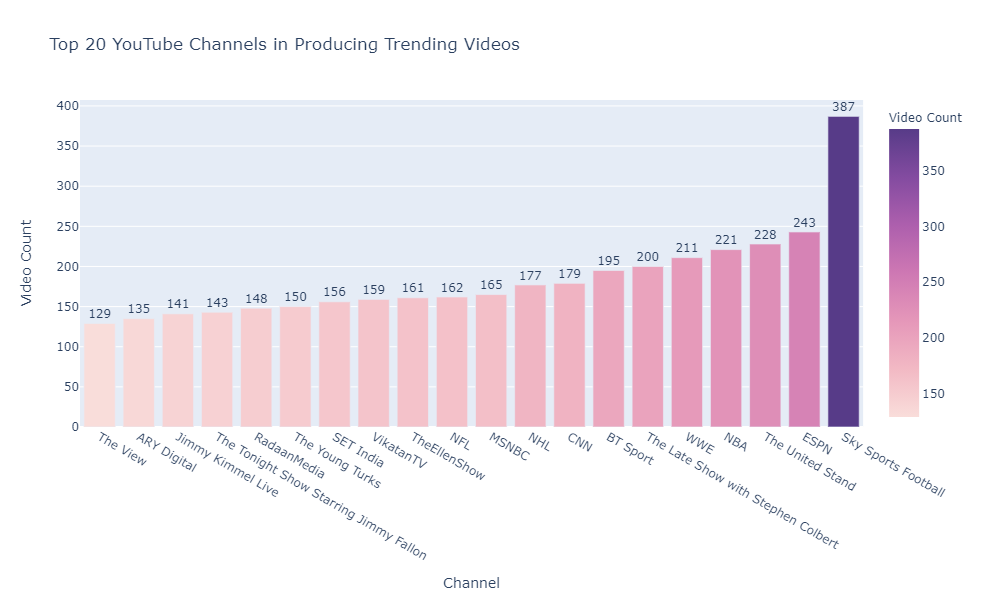 Top 20 YouTube Channels in Producing Trending Videos
Video Count
400
350
300
250
200
150
100
50
0
129
135
141
143
148
150
156
159
161
162
165
177
179
195
200
211
221
228
243
387
The View
ARY Digital
Jimmy Kimmel Live
The Tonight Show Starring Jimmy Fallon
RadaanMedia
The Young Turks
SET India
VikatanTV
TheEllenShow
NFL
MSNBC
NHL
CNN
BT Sport
The Late Show with Stephen Colbert
WWE
NBA
The United Stand
ESPN
Sky Sports Football
Channel
Video Count
350
300
250
200
150